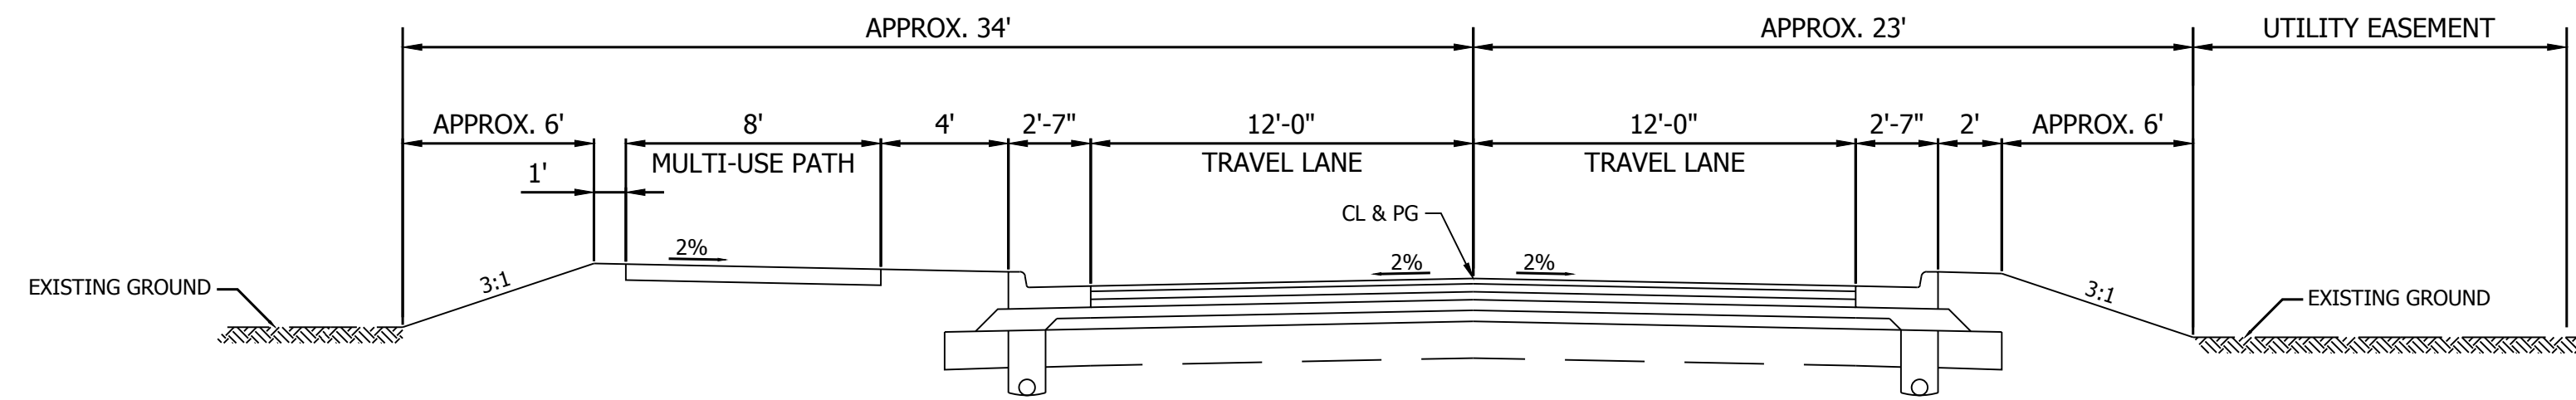 APPROX. 34' APPROX. 23' UTILITY EASEMENT
APPROX. 6' 8' 4' 2'-7" 12'-0" 12'-0" 2'-7" 2' APPROX. 6'
1' MULTI-USE PATH TRAVEL LANE TRAVEL LANE
CL & PG
2% 2% 2%
EXISTING GROUND 3:1 3:1 EXISTING GROUND